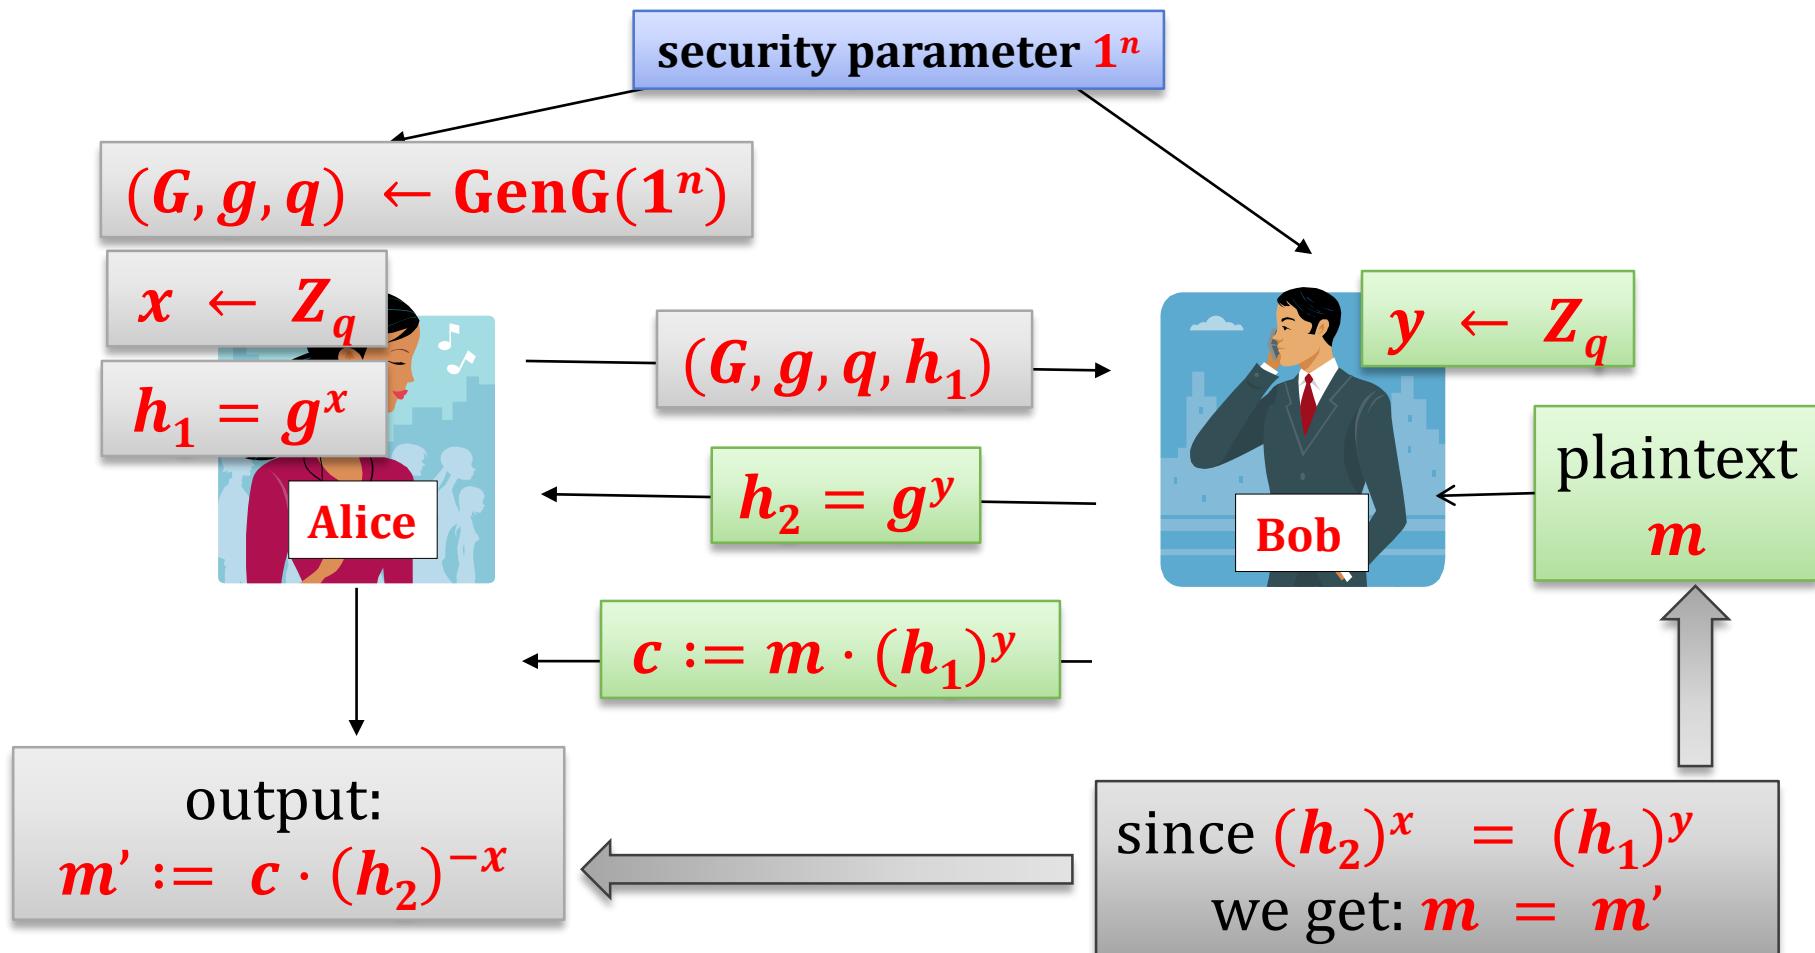 security parameter 1ⁿ
(G, g, q) ← GenG(1ⁿ)
x ← Z_q
h₁ = gˣ
(G, g, q, h₁)
y ← Z_q
h₂ = gʸ
plaintext
m
Alice
Bob
c := m · (h₁)ʸ
output:
m’ := c · (h₂)⁻ˣ
since (h₂)ˣ = (h₁)ʸ
we get: m = m’